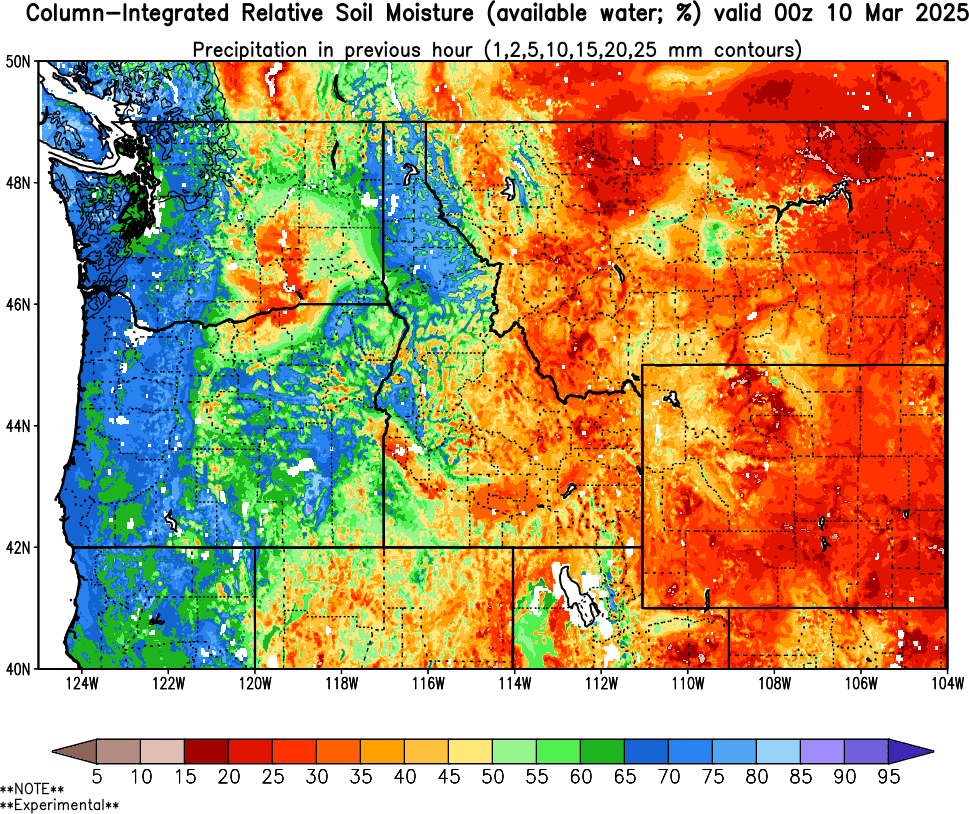 Column-Integrated Relative Soil Moisture (available water; %) valid 00z 10 Mar 2025
Precipitation in previous hour (1,2,5,10,15,20,25 mm contours)
50N
48N
46N
44N
42N
40N
124W 122W 120W 118W 116W 114W 112W 110W 108W 106W 104W
5 10 15 20 25 30 35 40 45 50 55 60 65 70 75 80 85 90 95
**NOTE**
**Experimental**